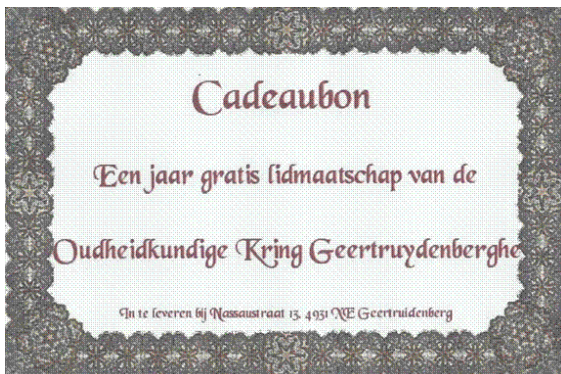 Cadeaubon
Een jaar gratis lidmaatschap van de
Oudheidkundige Kring Geertruydenberghe
In te leveren bij Nassaustraat 13, 4931 NE Geertruidenberg